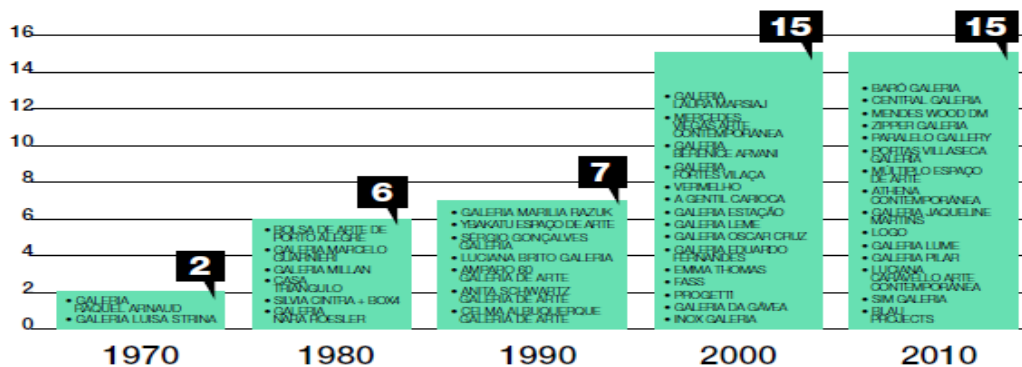 16
14
12
10
8
6
4
2
0
2
• GALERIA
RAQUEL ARNAUD
• GALERIA LUISA STRINA
1970
6
• BOLSA DE ARTE DE
PORTO ALEGRE
• GALERIA MARCELO
GUARNIERI
• GALERIA MILLAN
• CASA
TRIÂNGULO
• SILVIA CINTRA + BOX4
• GALERIA
NARA ROESLER
1980
7
• GALERIA MARILIA RAZUK
• YBAKATU ESPAÇO DE ARTE
• SÉRGIO GONÇALVES
GALERIA
• LUCIANA BRITO GALERIA
• AMPARO 60
GALERIA DE ARTE
• ANITA SCHWARTZ
GALERIA DE ARTE
• CELMA ALBUQUERQUE
GALERIA DE ARTE
1990
15
• GALERIA
LAURA MARSIAJ
• MERCEDES
VIEGAS ARTE
CONTEMPORÂNEA
• GALERIA
BERENICE ARVANI
• GALERIA
FORTES VILAÇA
• VERMELHO
• A GENTIL CARIOCA
• GALERIA ESTAÇÃO
• GALERIA LEME
• GALERIA OSCAR CRUZ
• GALERIA EDUARDO
FERNANDES
• EMMA THOMAS
• FASS
• PROGETTI
• GALERIA DA GÁVEA
• INOX GALERIA
2000
15
• BARÓ GALERIA
• CENTRAL GALERIA
• MENDES WOOD DM
• ZIPPER GALERIA
• PARALELO GALLERY
• PORTAS VILLASECA
GALERIA
• MÚLTIPLO ESPAÇO
DE ARTE
• ATHENA
CONTEMPORÂNEA
• GALERIA JAQUELINE
MARTINS
• LOGO
• GALERIA LUME
• GALERIA PILAR
• LUCIANA
CARAVELLO ARTE
CONTEMPORÂNEA
• SIM GALERIA
• BLAU
PROJECTS
2010